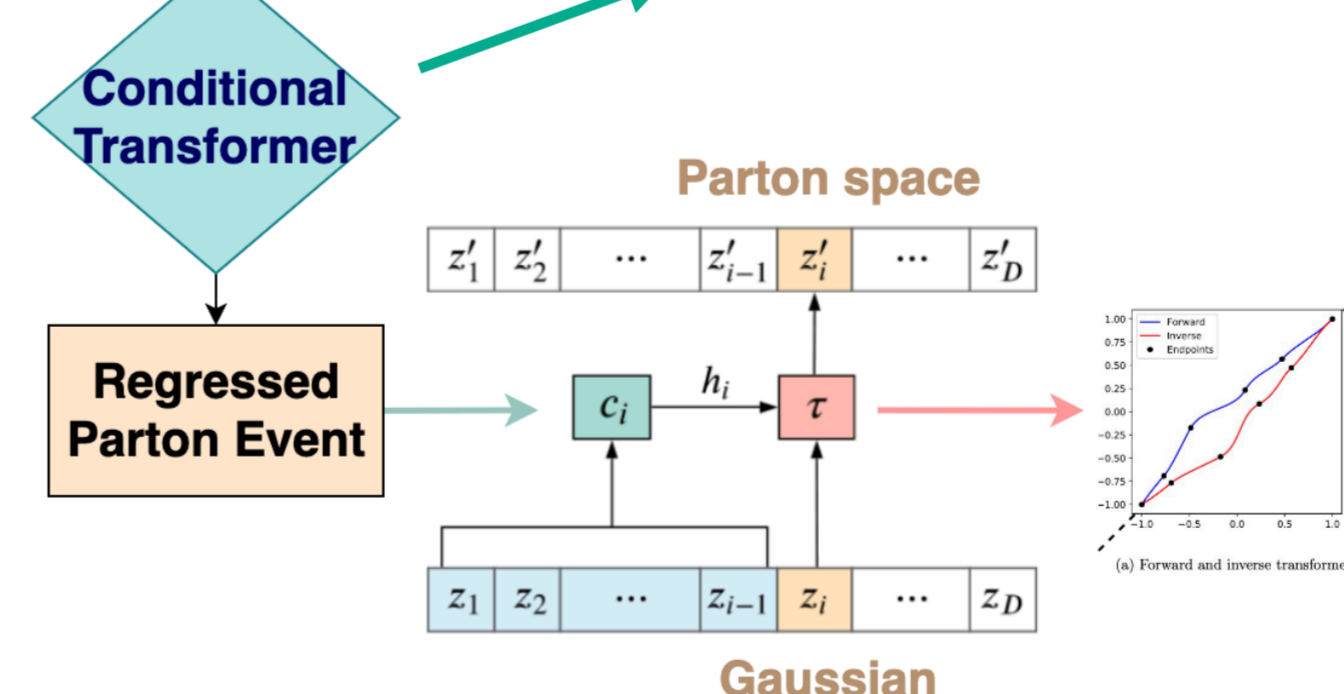 Conditional
Transformer
Parton space
z′₁ z′₂ ... z′ᵢ₋₁ z′ᵢ ... z′D
Regressed
Parton Event
cᵢ
hᵢ
τ
z₁ z₂ ... zᵢ₋₁ zᵢ ... zD
Gaussian
Forward
Inverse
Endpoints
1.00
0.75
0.50
0.25
0.00
−0.25
−0.50
−0.75
−1.00
−1.0 −0.5 0.0 0.5 1.0
(a) Forward and inverse transforme